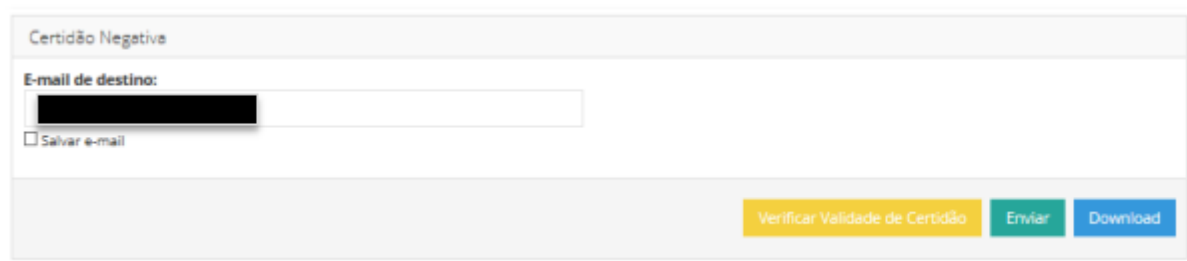 Certidão Negativa
E-mail de destino:
Salvar e-mail
Verificar Validade de Certidão Enviar Download